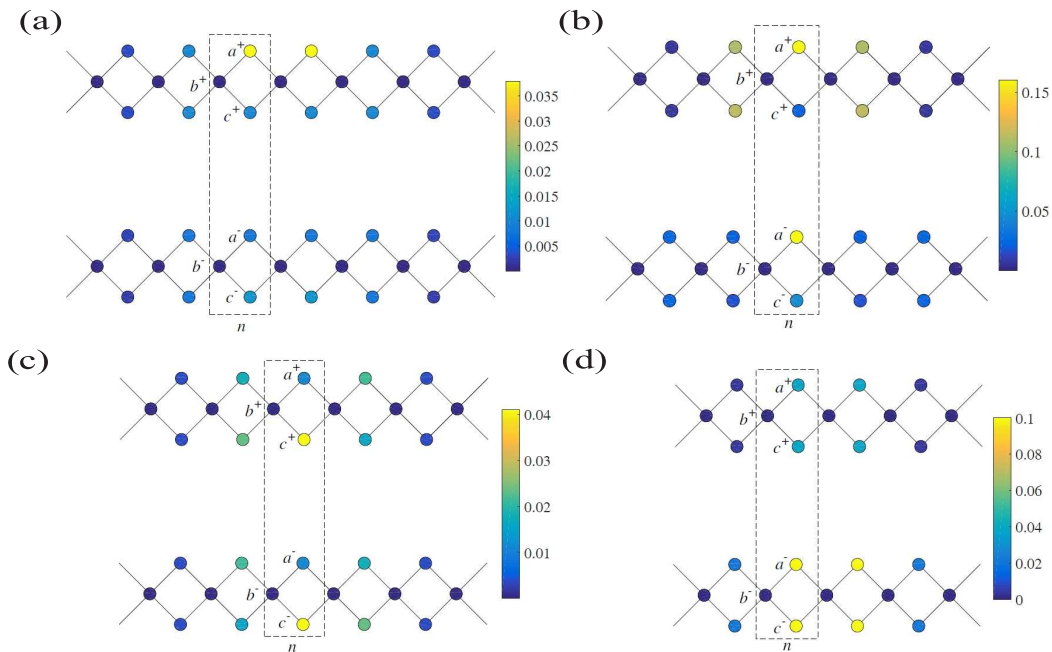 (a)
a+
b+
c+
a-
b-
c-
n
0.035
0.03
0.025
0.02
0.015
0.01
0.005
(b)
a+
b+
c+
a-
b-
c-
n
0.15
0.1
0.05
(c)
a+
b+
c+
a-
b-
c-
n
0.04
0.03
0.02
0.01
(d)
a+
b+
c+
a-
b-
c-
n
0.1
0.08
0.06
0.04
0.02
0